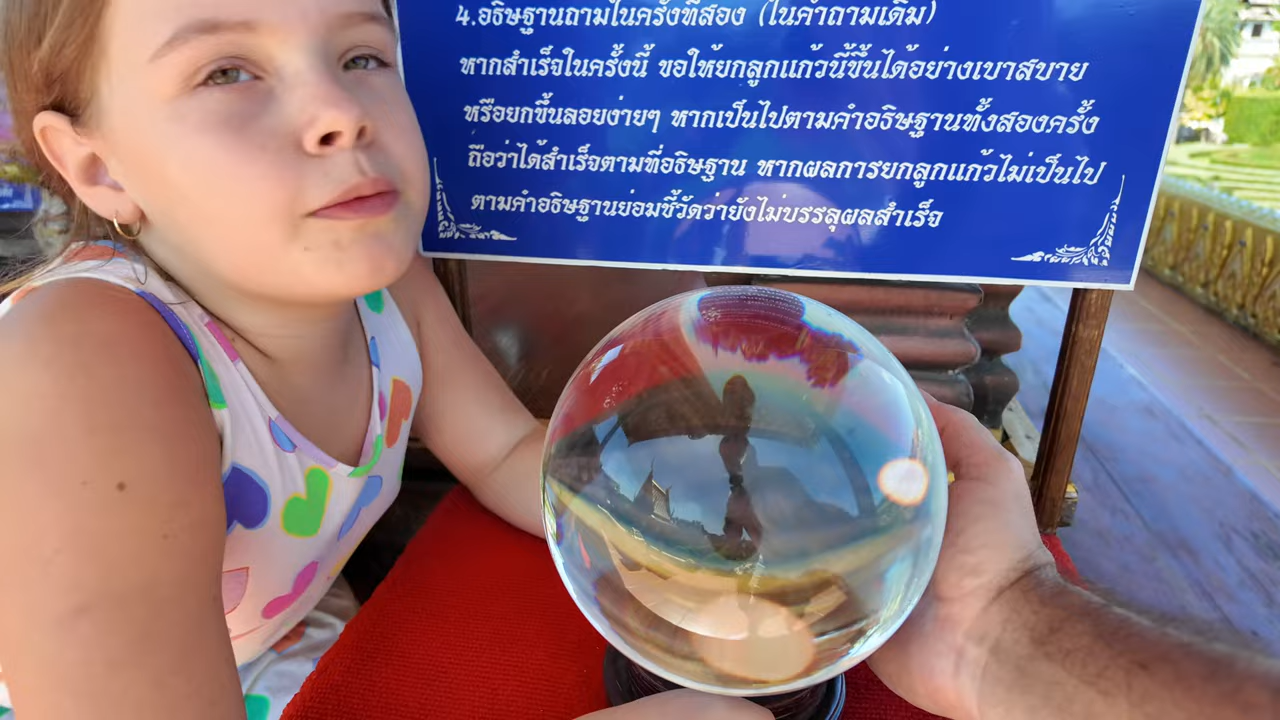 4.อธิษฐานถามในครั้งที่สอง (ในคำถามเดิม)
หากสำเร็จในครั้งนี้ ขอให้ยกลูกแก้วนี้ขึ้นได้อย่างเบาสบาย
หรือยกขึ้นลอยง่ายๆ หากเป็นไปตามคำอธิษฐานทั้งสองครั้ง
ถือว่าได้สำเร็จตามที่อธิษฐาน หากผลการยกลูกแก้วไม่เป็นไป
ตามคำอธิษฐานย่อมชี้วัดว่ายังไม่บรรลุผลสำเร็จ